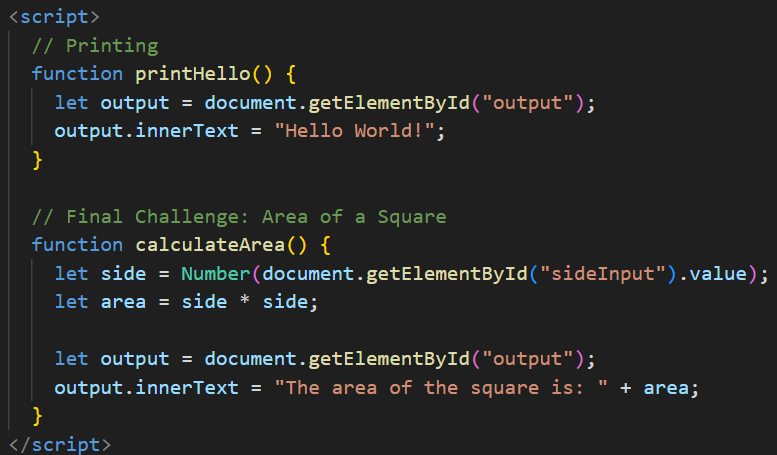 <script>
// Printing
function printHello() {
let output = document.getElementById("output");
output.innerText = "Hello World!";
}
// Final Challenge: Area of a Square
function calculateArea() {
let side = Number(document.getElementById("sideInput").value);
let area = side * side;
let output = document.getElementById("output");
output.innerText = "The area of the square is: " + area;
}
</script>